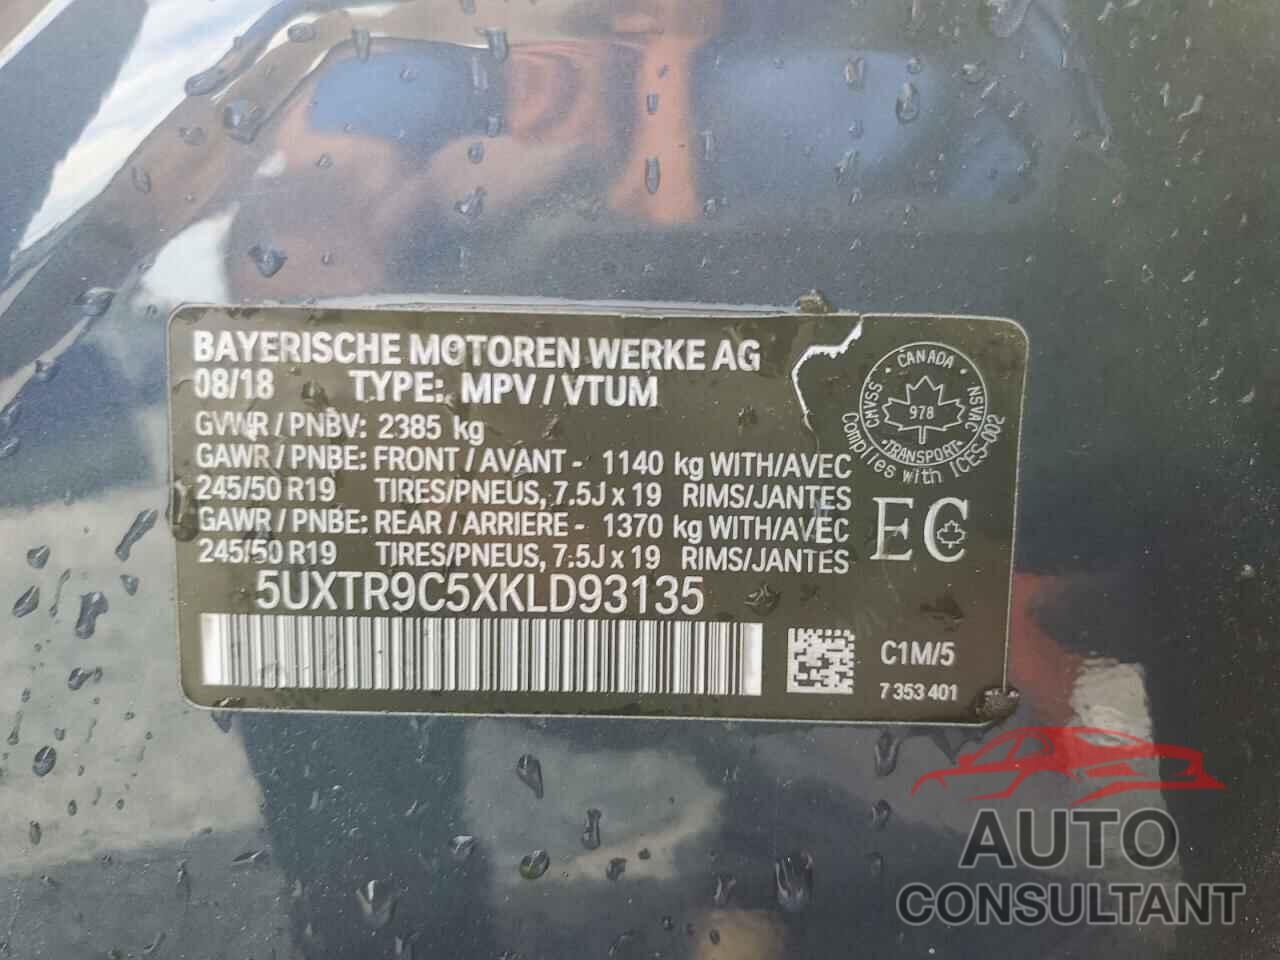 BAYERISCHE MOTOREN WERKE AG
08/18 TYPE: MPV / VTUM
GVWR / PNBV: 2385 kg
GAWR / PNBE: FRONT / AVANT - 1140 kg WITH/AVEC
245/50 R19 TIRES/PNEUS, 7.5J x 19 RIMS/JANTES
GAWR / PNBE: REAR / ARRIERE - 1370 kg WITH/AVEC
245/50 R19 TIRES/PNEUS, 7.5J x 19 RIMS/JANTES
5UXTR9C5XKLD93135
CANADA
CMVSS · NSVAC
978
· TRANSPORT ·
Complies with ICES-002
EC
C1M/5
7 353 401
AUTO
CONSULTANT